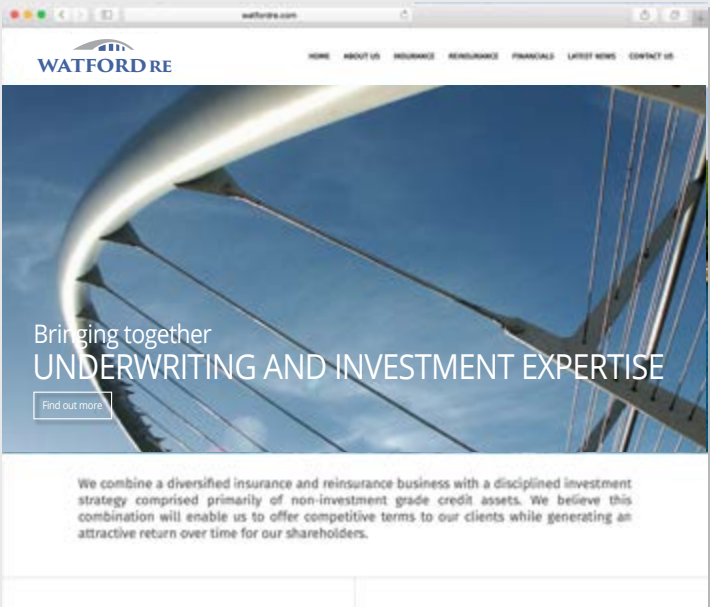 watfordre.com
WATFORD RE
HOME ABOUT US INSURANCE REINSURANCE FINANCIALS LATEST NEWS CONTACT US
Bringing together
UNDERWRITING AND INVESTMENT EXPERTISE
Find out more
We combine a diversified insurance and reinsurance business with a disciplined investment
strategy comprised primarily of non-investment grade credit assets. We believe this
combination will enable us to offer competitive terms to our clients while generating an
attractive return over time for our shareholders.